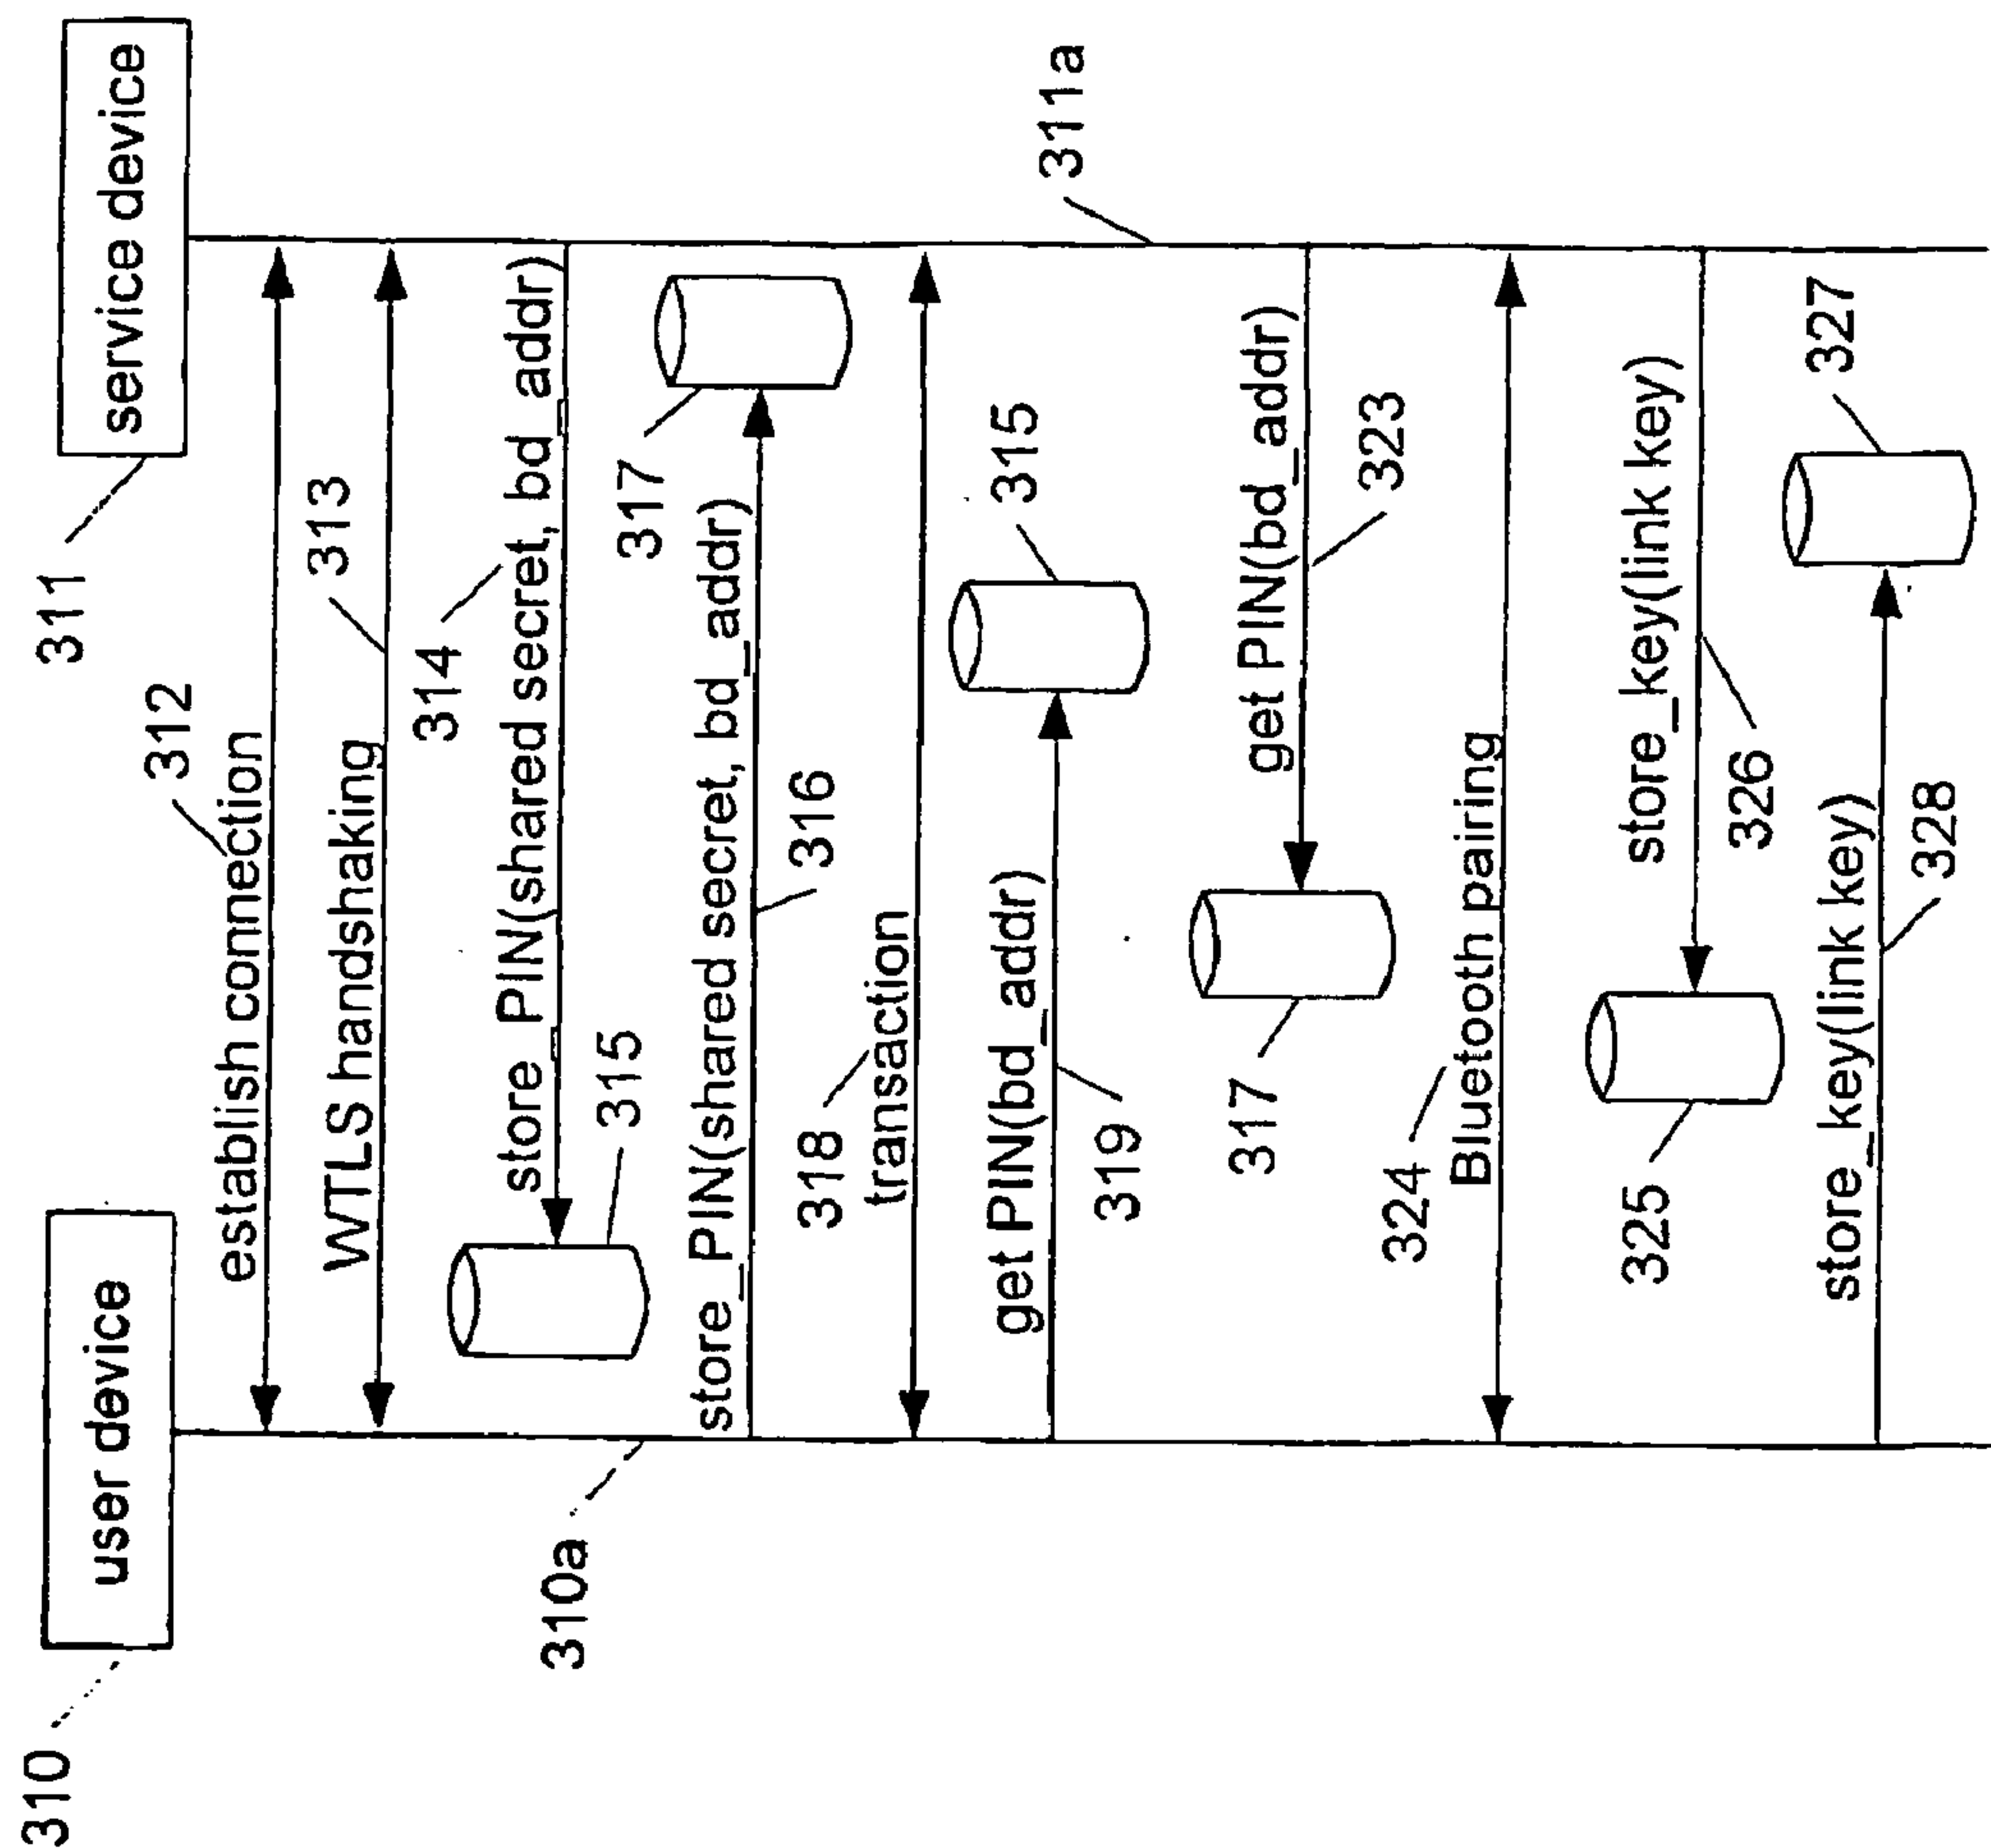 310
user device
311
service device
312
establish connection
313
WTLS handshaking
314
store_PIN(shared secret, bd_addr)
310a
315
317
store_PIN(shared secret, bd_addr)
316
318
transaction
311a
315
get PIN(bd_addr)
319
get PIN(bd_addr)
323
317
324
Bluetooth pairing
store_key(link key)
326
325
327
store_key(link key)
328